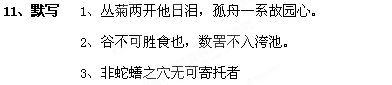 11、默写 1、丛菊两开他日泪，孤舟一系故园心。
2、谷不可胜食也，数罟不入洿池。
3、非蛇蟮之穴无可寄托者